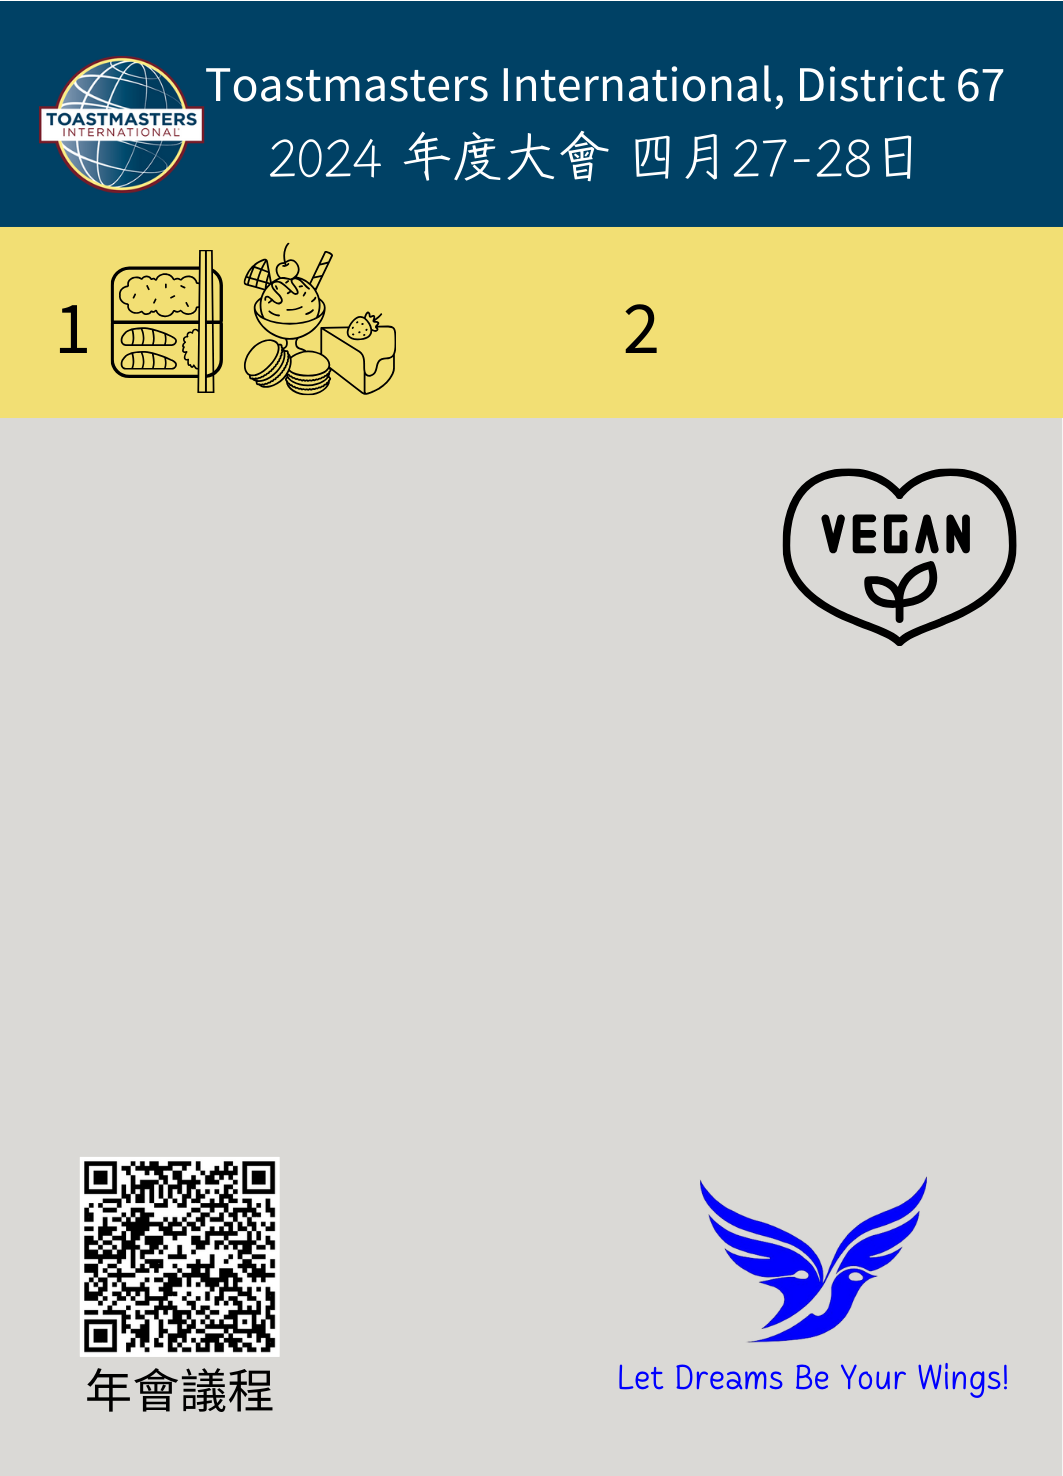 TOASTMASTERS
INTERNATIONAL
Toastmasters International, District 67
2024 年度大會 四月27-28日
1
2
VEGAN
年會議程
Let Dreams Be Your Wings!